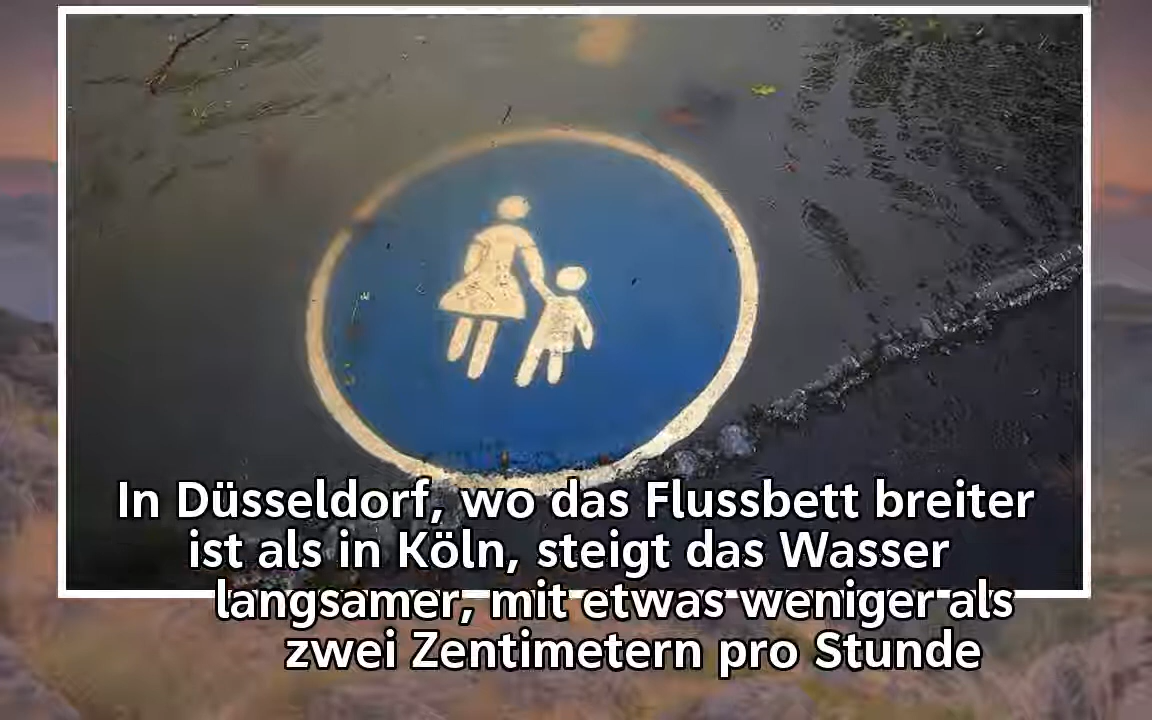 In Düsseldorf, wo das Flussbett breiter
ist als in Köln, steigt das Wasser
langsamer, mit etwas weniger als
zwei Zentimetern pro Stunde